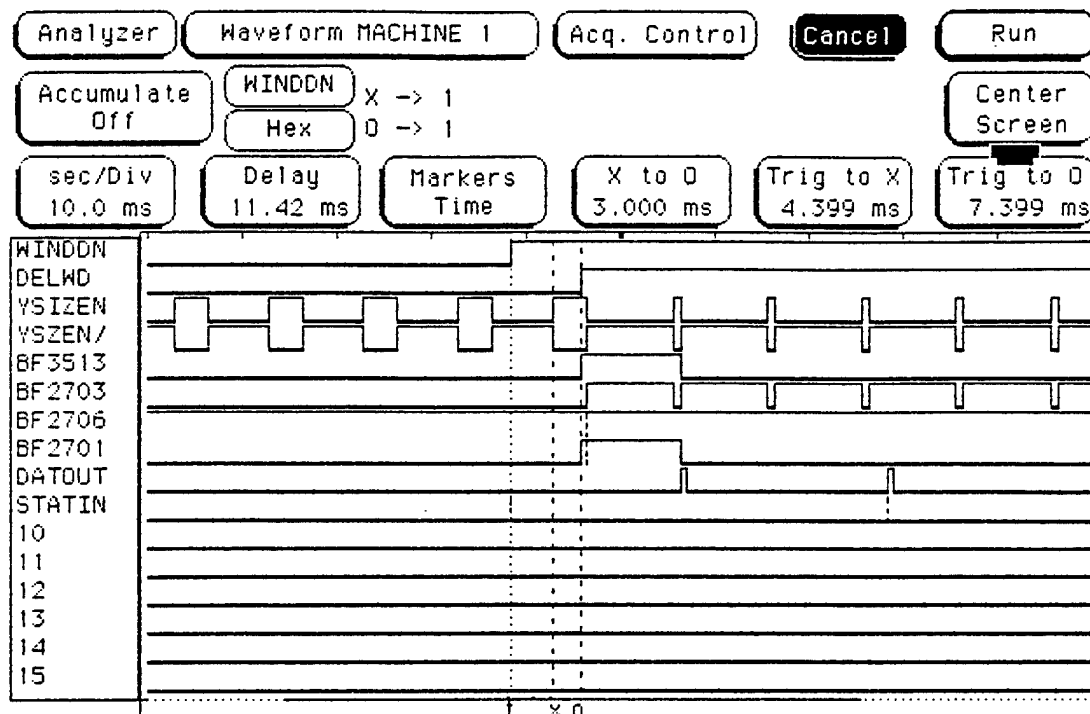 Analyzer Waveform MACHINE 1 Acq. Control Cancel Run
Accumulate Off WINDDN X -> 1 Center Screen
Hex O -> 1
sec/Div Delay Markers X to O Trig to X Trig to O
10.0 ms 11.42 ms Time 3.000 ms 4.399 ms 7.399 ms
WINDDN
DELWD
YSIZEN
YSZEN/
BF3513
BF2703
BF2706
BF2701
DATOUT
STATIN
10
11
12
13
14
15
t X O